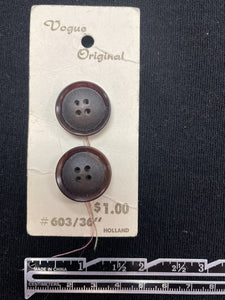 Vogue
Original
$1.00
# 603/36"
HOLLAND
MADE IN CHINA
1 1½ 2 2½ 3